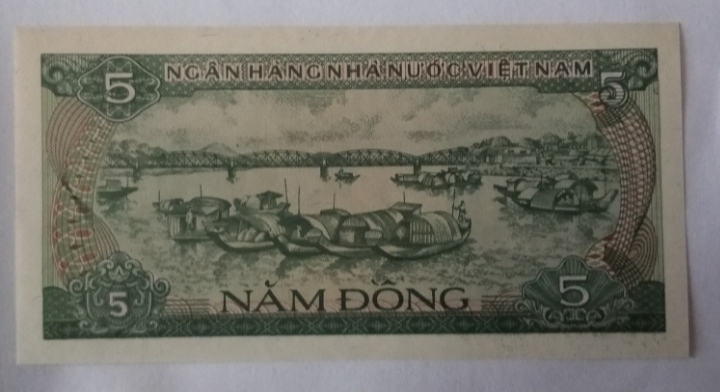 5 NGÂN HÀNG NHÀ NƯỚC VIỆT NAM 5
5 NĂM ĐỒNG 5